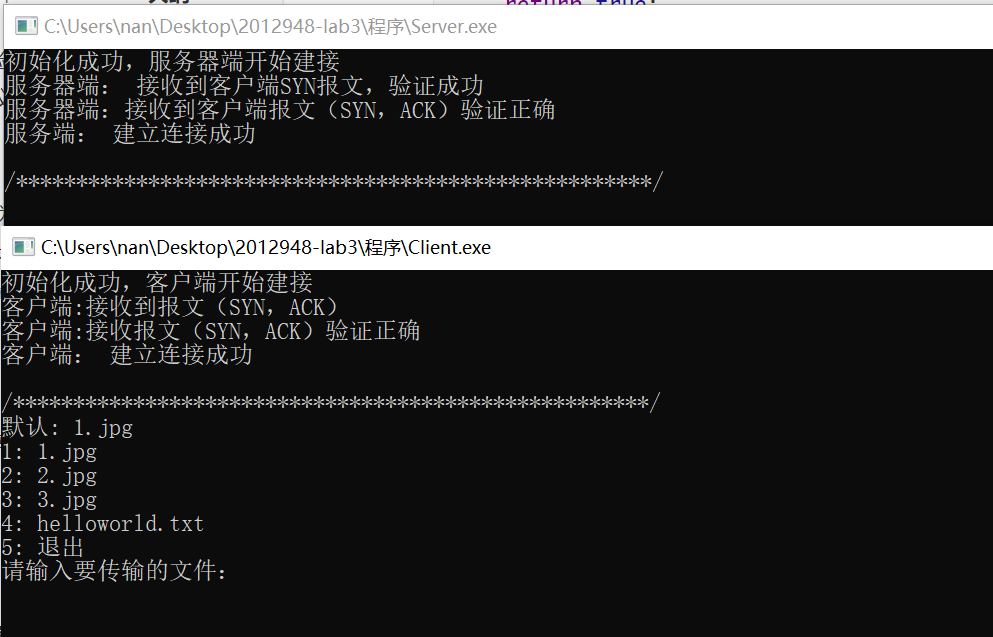 return true;
C:\Users\nan\Desktop\2012948-lab3\程序\Server.exe
初始化成功，服务器端开始建接
服务器端： 接收到客户端SYN报文，验证成功
服务器端：接收到客户端报文（SYN，ACK）验证正确
服务端： 建立连接成功
/*****************************************************/
C:\Users\nan\Desktop\2012948-lab3\程序\Client.exe
初始化成功，客户端开始建接
客户端:接收到报文（SYN，ACK）
客户端:接收报文（SYN，ACK）验证正确
客户端： 建立连接成功
/*****************************************************/
默认: 1.jpg
1: 1.jpg
2: 2.jpg
3: 3.jpg
4: helloworld.txt
5: 退出
请输入要传输的文件: